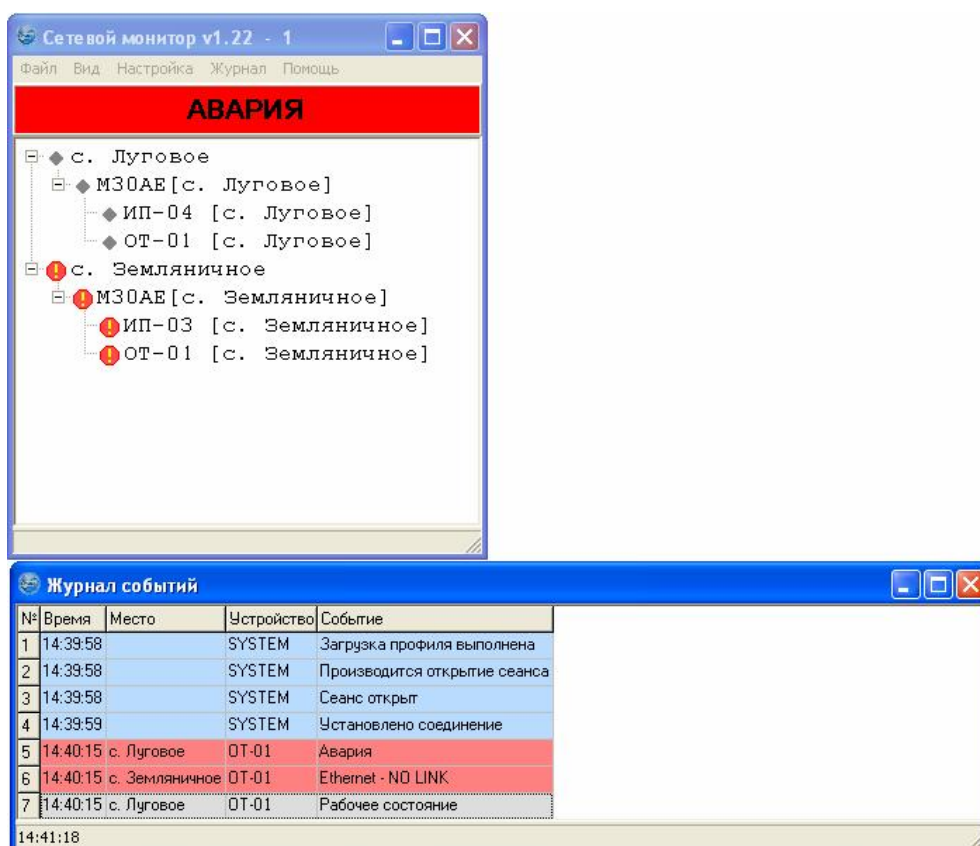 Сетевой монитор v1.22 - 1
Файл Вид Настройка Журнал Помощь
АВАРИЯ
с. Луговое
М30АЕ[с. Луговое]
ИП-04 [с. Луговое]
ОТ-01 [с. Луговое]
с. Земляничное
М30АЕ[с. Земляничное]
ИП-03 [с. Земляничное]
ОТ-01 [с. Земляничное]
Журнал событий
№ Время Место Устройство Событие
1 14:39:58 SYSTEM Загрузка профиля выполнена
2 14:39:58 SYSTEM Производится открытие сеанса
3 14:39:58 SYSTEM Сеанс открыт
4 14:39:59 SYSTEM Установлено соединение
5 14:40:15 с. Луговое ОТ-01 Авария
6 14:40:15 с. Земляничное ОТ-01 Ethernet - NO LINK
7 14:40:15 с. Луговое ОТ-01 Рабочее состояние
14:41:18